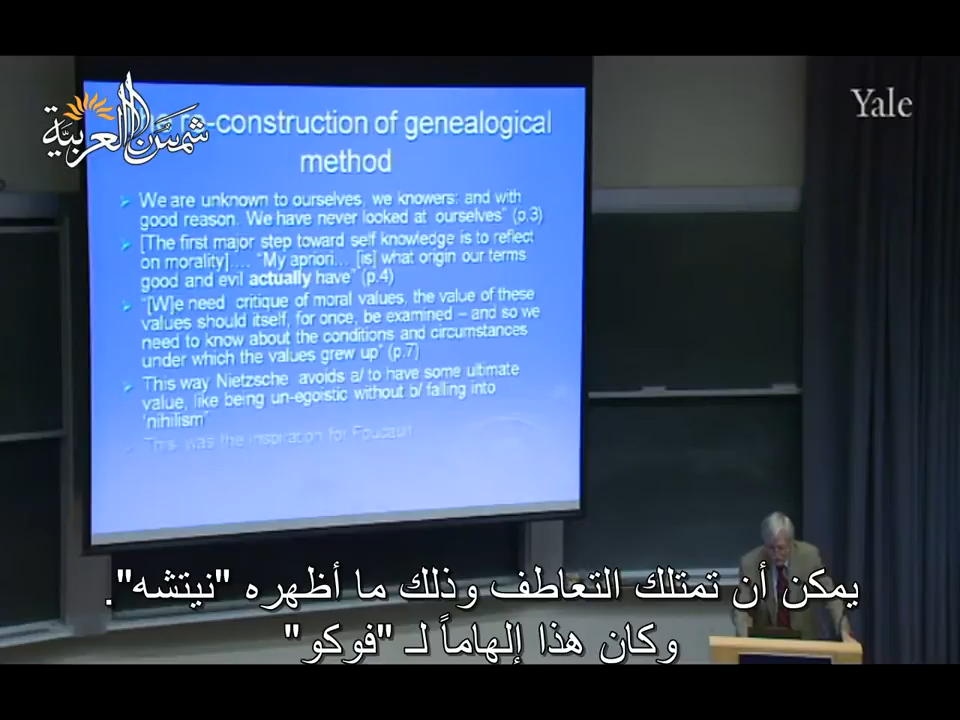 شمس العربية
Yale
re-construction of genealogical
method
We are unknown to ourselves, we knowers: and with
good reason. We have never looked at ourselves" (p.3)
[The first major step toward self knowledge is to reflect
on morality].... "My apriori... [is] what origin our terms
good and evil actually have" (p.4)
"[W]e need critique of moral values, the value of these
values should itself, for once, be examined – and so we
need to know about the conditions and circumstances
under which the values grew up" (p.7)
This way Nietzsche avoids a/ to have some ultimate
value, like being un-egoistic without b/ falling into
'nihilism"
This was the inspiration for Foucault
يمكن أن تمتلك التعاطف وذلك ما أظهره "نيتشه".
وكان هذا إلهاماً لـ "فوكو"